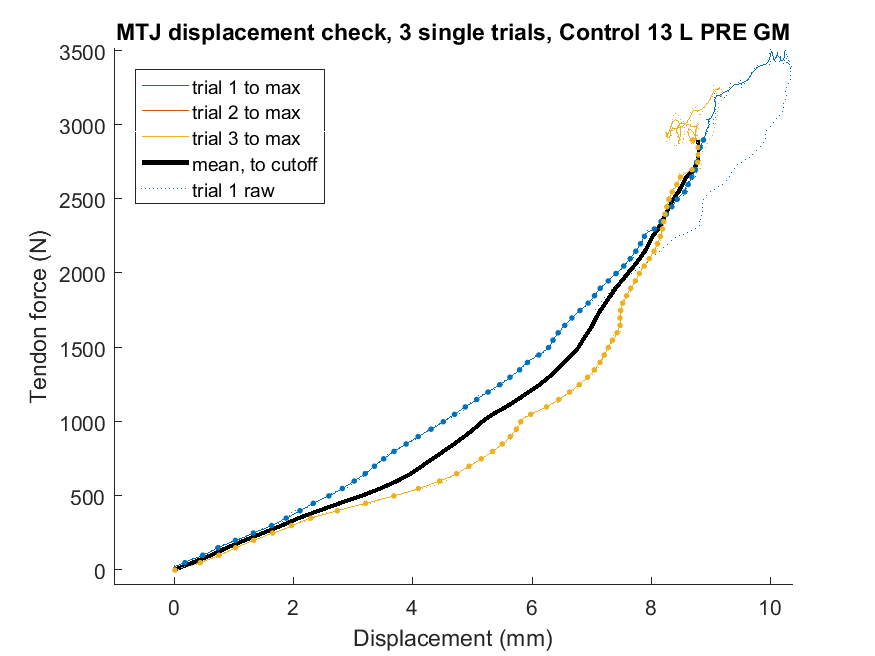 MTJ displacement check, 3 single trials, Control 13 L PRE GM
3500
3000
2500
2000
1500
1000
500
0
Tendon force (N)
trial 1 to max
trial 2 to max
trial 3 to max
mean, to cutoff
trial 1 raw
0 2 4 6 8 10
Displacement (mm)